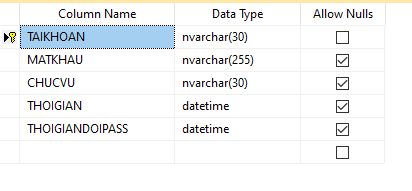 Column Name Data Type Allow Nulls
TAIKHOAN nvarchar(30)
MATKHAU nvarchar(255)
CHUCVU nvarchar(30)
THOIGIAN datetime
THOIGIANDOIPASS datetime